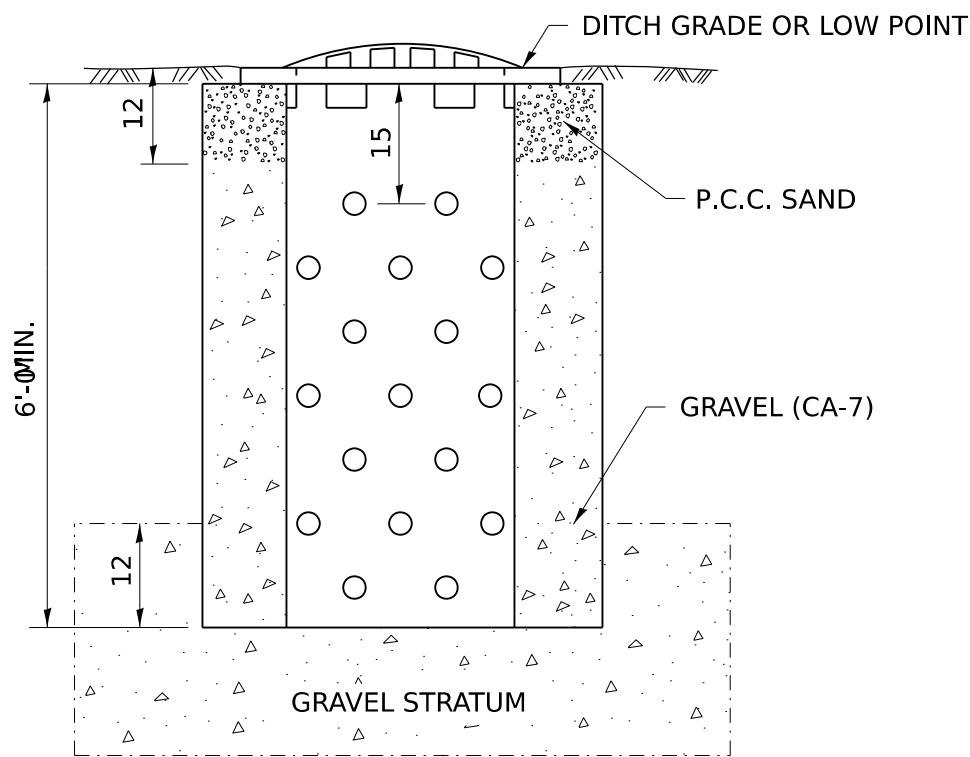 DITCH GRADE OR LOW POINT
12
15
P.C.C. SAND
6'-0" MIN.
GRAVEL (CA-7)
12
GRAVEL STRATUM